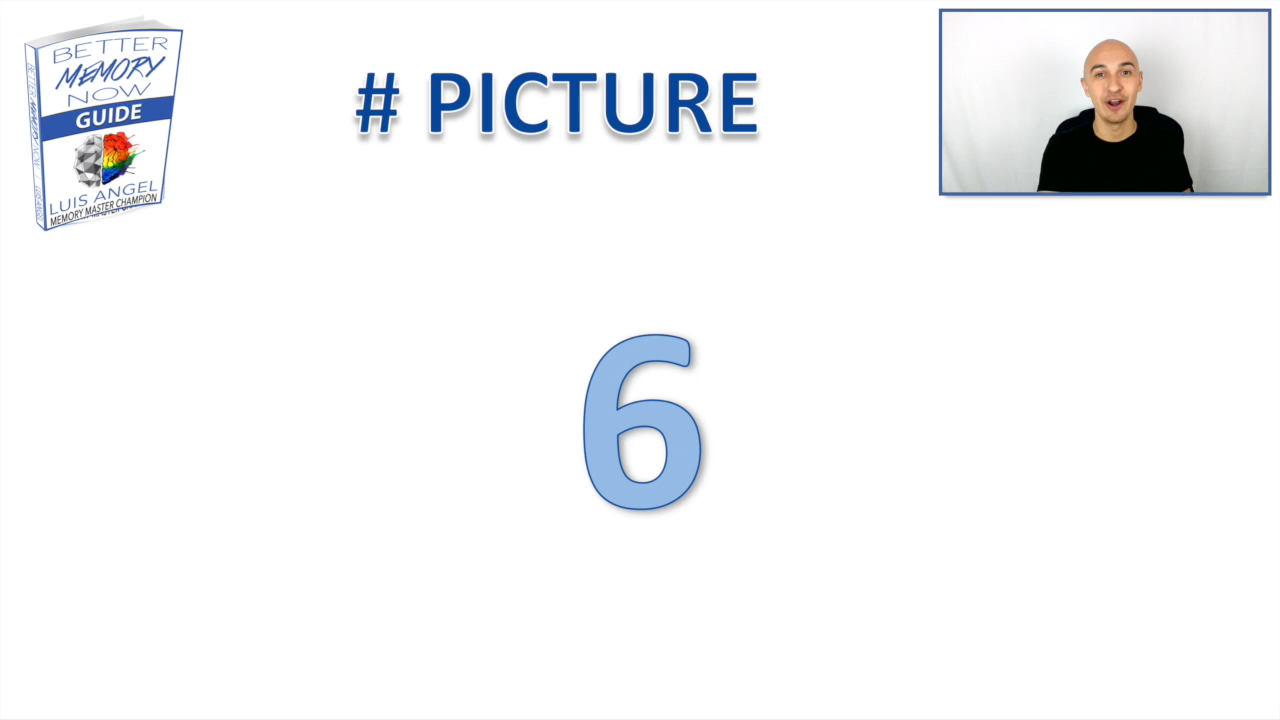 BETTER
MEMORY
NOW
GUIDE
LUIS ANGEL
MEMORY MASTER CHAMPION
# PICTURE
6